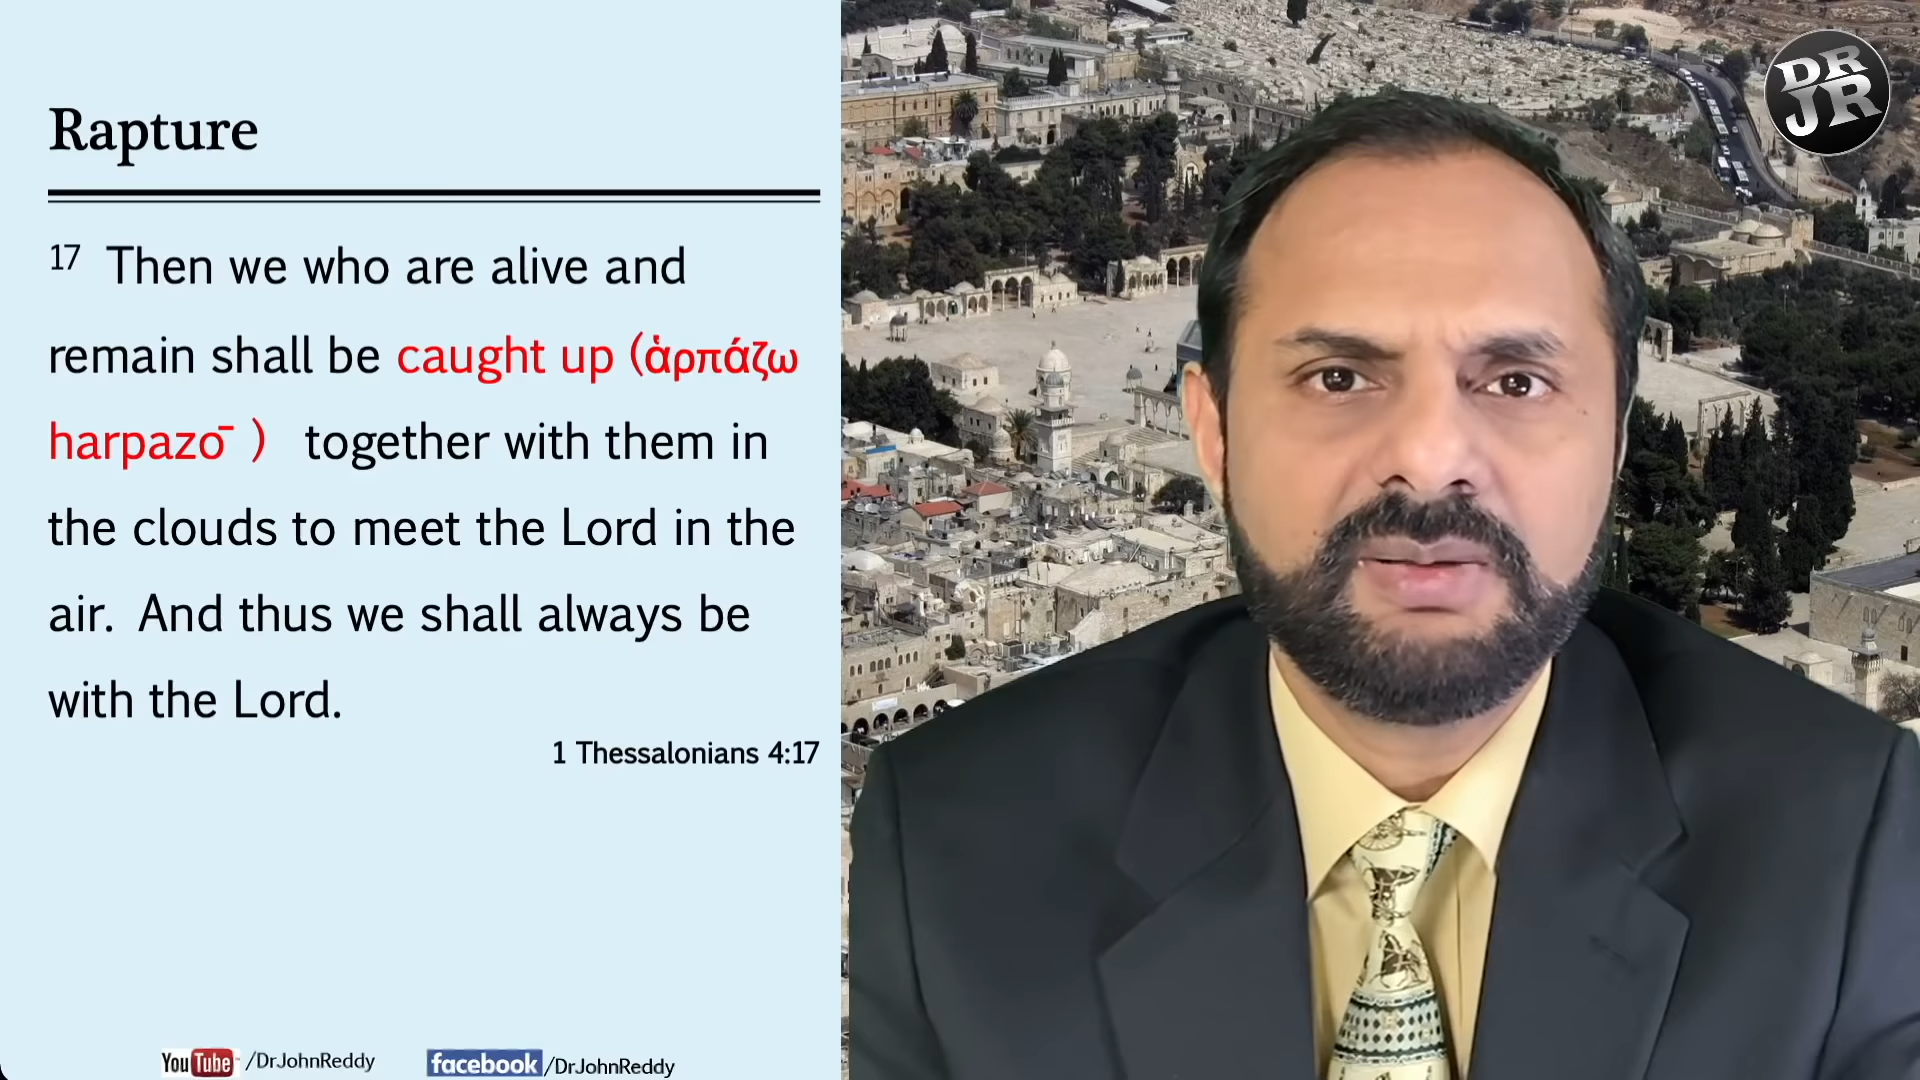 Rapture
17 Then we who are alive and
remain shall be caught up (ἁρπάζω
harpazo¯ ) together with them in
the clouds to meet the Lord in the
air. And thus we shall always be
with the Lord.
1 Thessalonians 4:17
YouTube /DrJohnReddy facebook /DrJohnReddy
DR
JR